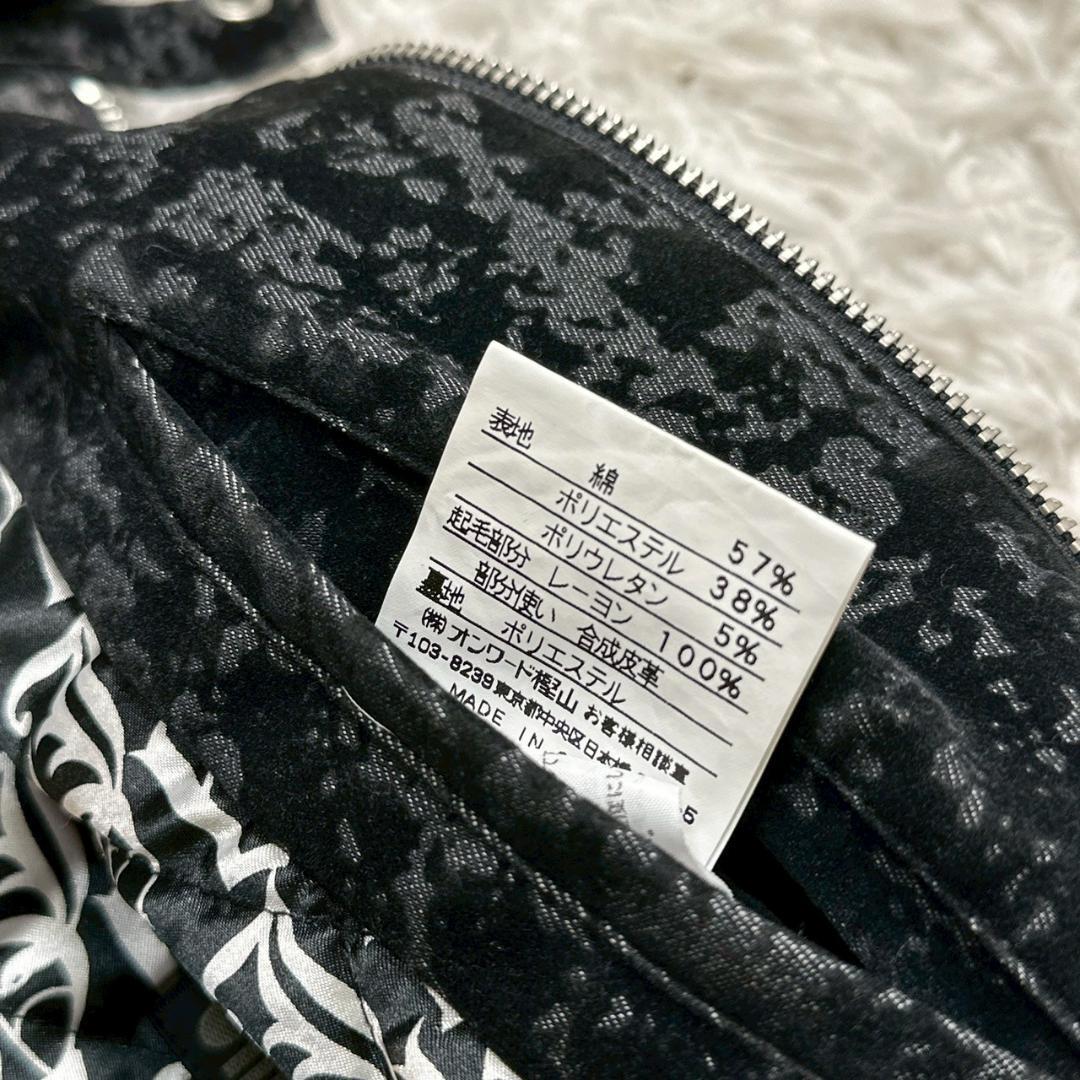 表地
綿 57%
ポリエステル 38%
ポリウレタン 5%
起毛部分 レーヨン 100%
部分使い 合成皮革
裏地 ポリエステル
(株)オンワード樫山 お客様相談室
〒103-8239東京都中央区日本橋
MADE IN
5